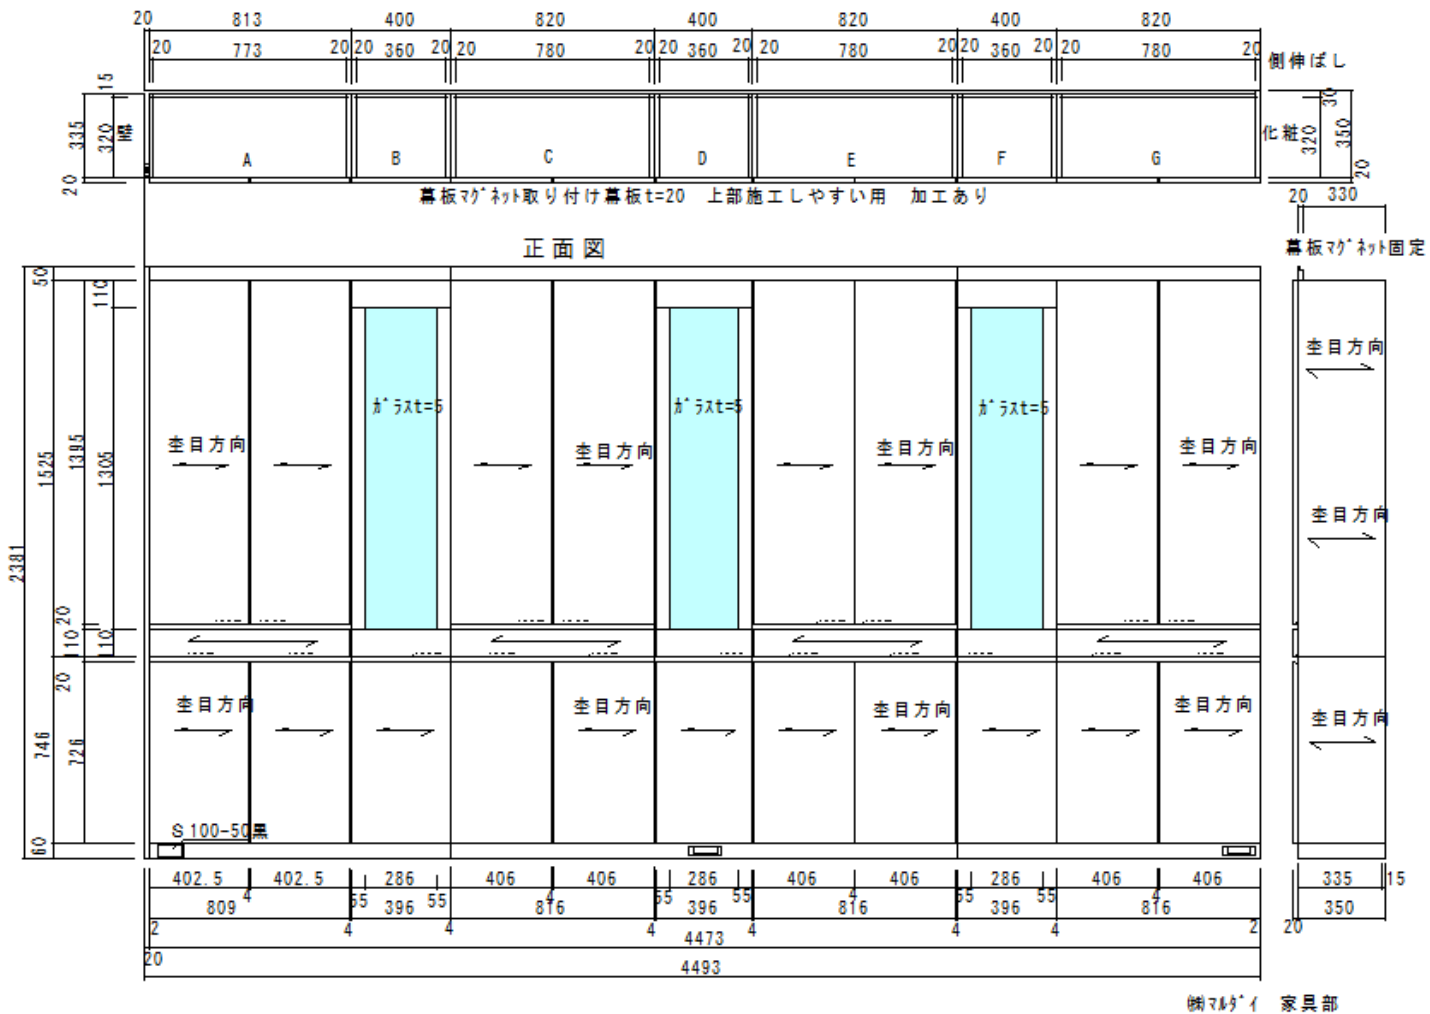 20 813 400 820 400 820 400 820
20 773 20 20 360 20 20 780 20 20 360 20 20 780 20 20 360 20 20 780 20
側伸ばし
15
335 320 20
壁
A B C D E F G
化粧
30
320 350
20
幕板ﾏｸﾞﾈｯﾄ取り付け幕板t=20 上部施工しやすい用 加工あり
20 330
正面図
幕板ﾏｸﾞﾈｯﾄ固定
50
110
ｶﾞﾗｽt=5 ｶﾞﾗｽt=5 ｶﾞﾗｽt=5
杢目方向
杢目方向 杢目方向 杢目方向 杢目方向
1525 1395 1305
杢目方向
2381
20
110 110
20
杢目方向 杢目方向 杢目方向 杢目方向
杢目方向
746 726
S100-50黒
60
402.5 402.5 286 406 406 286 406 406 286 406 406 335 15
4 55 55 4 55 55 4 55 55 4
809 396 816 396 816 396 816 350
2 4 4 4 4 4 4 2 20
4473
20
4493
㈱ﾏﾙﾀﾞｲ 家具部